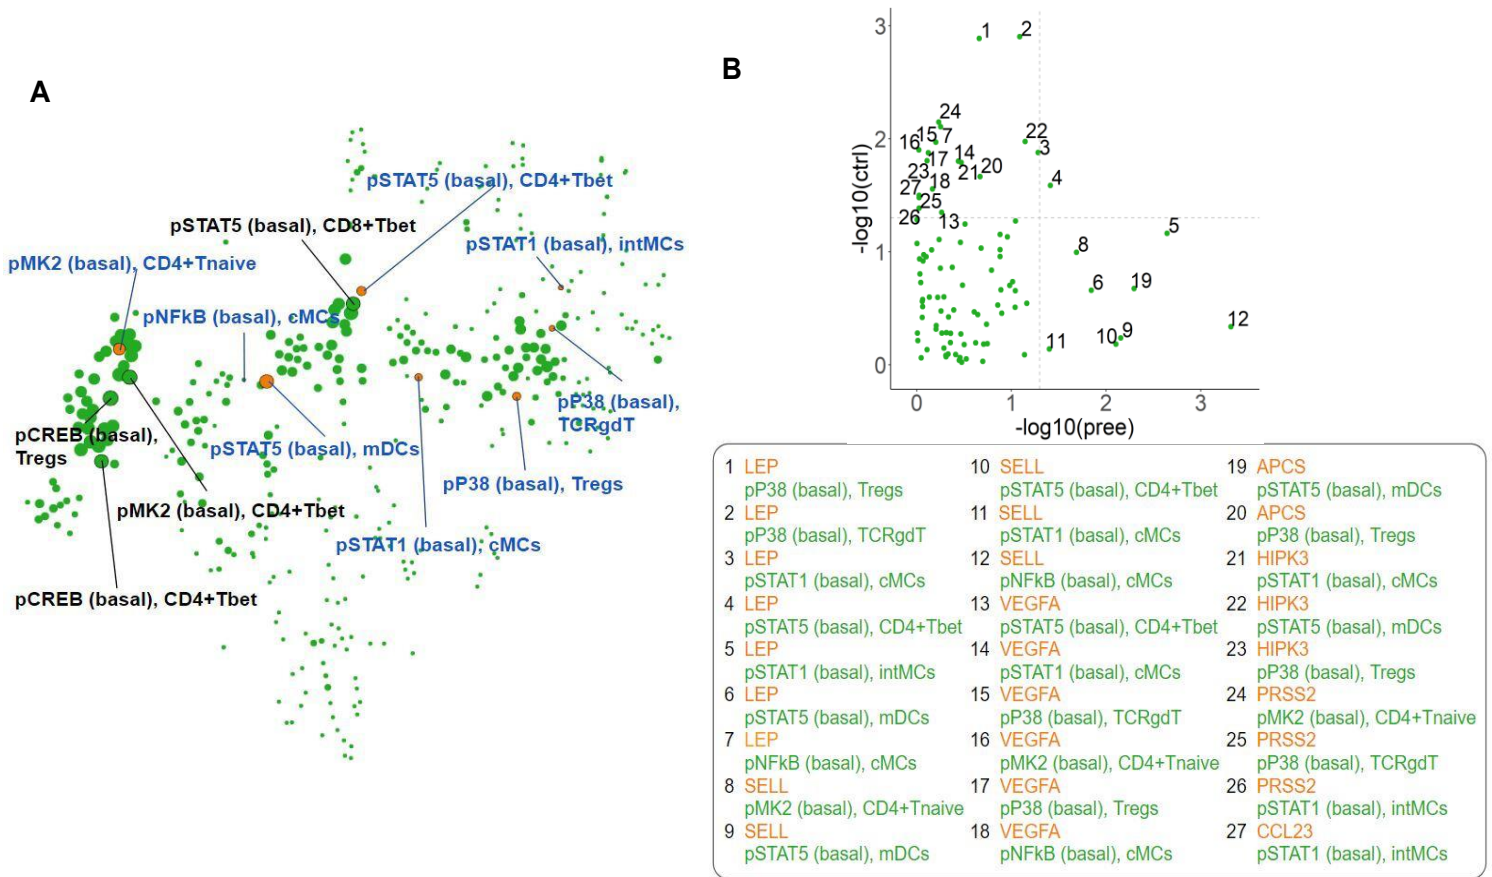 A
pSTAT5 (basal), CD4+Tbet
pSTAT5 (basal), CD8+Tbet
pSTAT1 (basal), intMCs
pMK2 (basal), CD4+Tnaive
pNFkB (basal), cMCs
pP38 (basal),
TCRgdT
pCREB (basal),
Tregs
pSTAT5 (basal), mDCs
pP38 (basal), Tregs
pMK2 (basal), CD4+Tbet
pSTAT1 (basal), cMCs
pCREB (basal), CD4+Tbet
B
3
2
1
0
-log10(ctrl)
1 2
24
16 15 7 22
3
17 14
23 21 20
27 18 4
25
26 13
5
8
6 19
12
11 10 9
0 1 2 3
-log10(pree)
1 LEP
pP38 (basal), Tregs
2 LEP
pP38 (basal), TCRgdT
3 LEP
pSTAT1 (basal), cMCs
4 LEP
pSTAT5 (basal), CD4+Tbet
5 LEP
pSTAT1 (basal), intMCs
6 LEP
pSTAT5 (basal), mDCs
7 LEP
pNFkB (basal), cMCs
8 SELL
pMK2 (basal), CD4+Tnaive
9 SELL
pSTAT5 (basal), mDCs
10 SELL
pSTAT5 (basal), CD4+Tbet
11 SELL
pSTAT1 (basal), cMCs
12 SELL
pNFkB (basal), cMCs
13 VEGFA
pSTAT5 (basal), CD4+Tbet
14 VEGFA
pSTAT1 (basal), cMCs
15 VEGFA
pP38 (basal), TCRgdT
16 VEGFA
pMK2 (basal), CD4+Tnaive
17 VEGFA
pP38 (basal), Tregs
18 VEGFA
pNFkB (basal), cMCs
19 APCS
pSTAT5 (basal), mDCs
20 APCS
pP38 (basal), Tregs
21 HIPK3
pSTAT1 (basal), cMCs
22 HIPK3
pSTAT5 (basal), mDCs
23 HIPK3
pP38 (basal), Tregs
24 PRSS2
pMK2 (basal), CD4+Tnaive
25 PRSS2
pP38 (basal), TCRgdT
26 PRSS2
pSTAT1 (basal), intMCs
27 CCL23
pSTAT1 (basal), intMCs